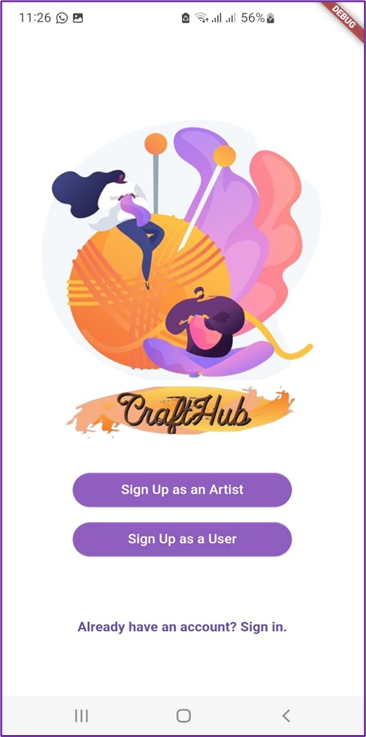 11:26
56%
DEBUG
CraftHub
Sign Up as an Artist
Sign Up as a User
Already have an account? Sign in.